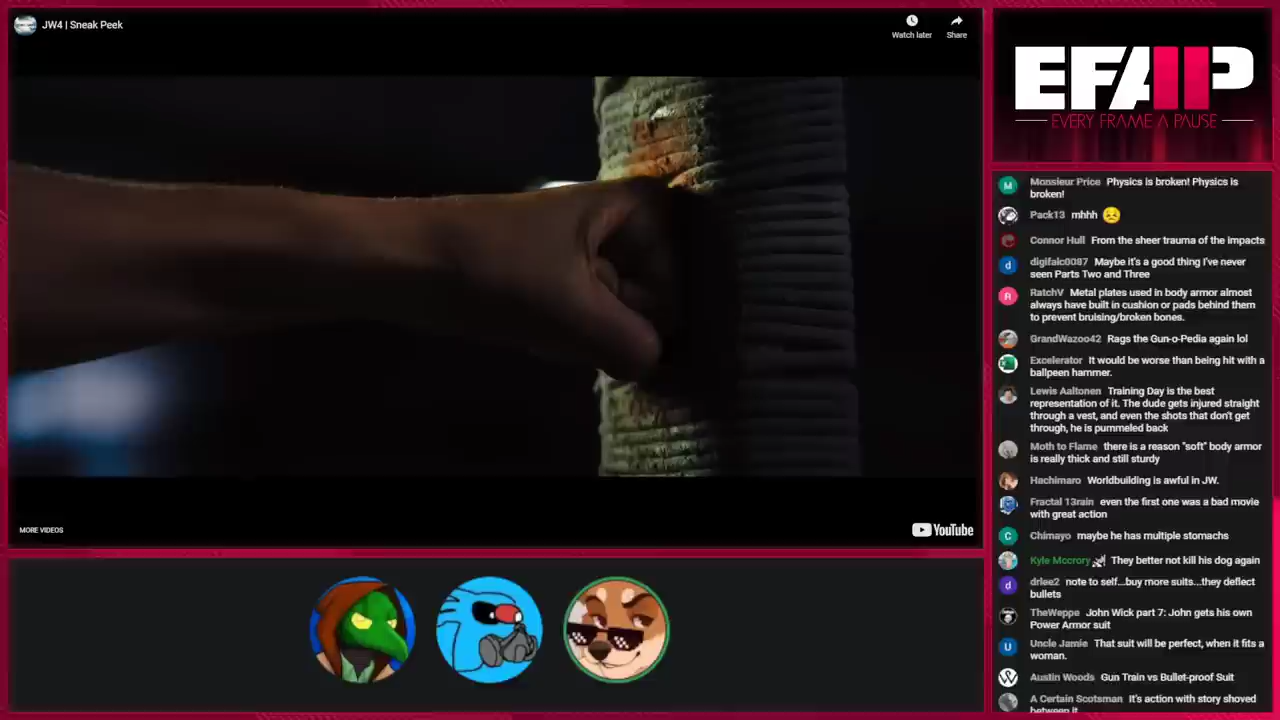 JW4 | Sneak Peek
Watch later
Share
MORE VIDEOS
YouTube
EFAP
EVERY FRAME A PAUSE
M
Monsieur Price Physics is broken! Physics is
broken!
Pack13 mhhh 😣
Connor Hull From the sheer trauma of the impacts
d
digifalc0087 Maybe it's a good thing I've never
seen Parts Two and Three
R
RatchV Metal plates used in body armor almost
always have built in cushion or pads behind them
to prevent bruising/broken bones.
GrandWazoo42 Rags the Gun-o-Pedia again lol
Excelerator It would be worse than being hit with a
ballpeen hammer.
Lewis Aaltonen Training Day is the best
representation of it. The dude gets injured straight
through a vest, and even the shots that don't get
through, he is pummeled back
Moth to Flame there is a reason "soft" body armor
is really thick and still sturdy
Hachimaro Worldbuilding is awful in JW.
Fractal 13rain even the first one was a bad movie
with great action
C
Chimayo maybe he has multiple stomachs
Kyle Mccrory They better not kill his dog again
d
drlee2 note to self...buy more suits...they deflect
bullets
TheWeppe John Wick part 7: John gets his own
Power Armor suit
U
Uncle Jamie That suit will be perfect, when it fits a
woman.
Austin Woods Gun Train vs Bullet-proof Suit
A Certain Scotsman It's action with story shoved
between it